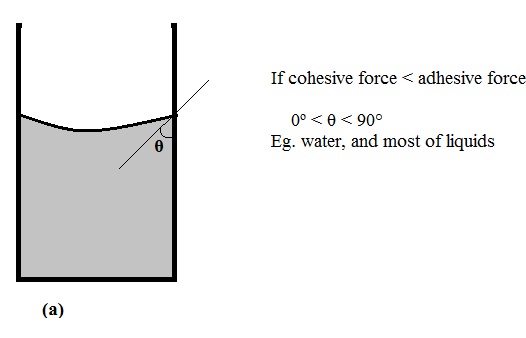 If cohesive force < adhesive force
0° < θ < 90°
Eg. water, and most of liquids
θ
(a)